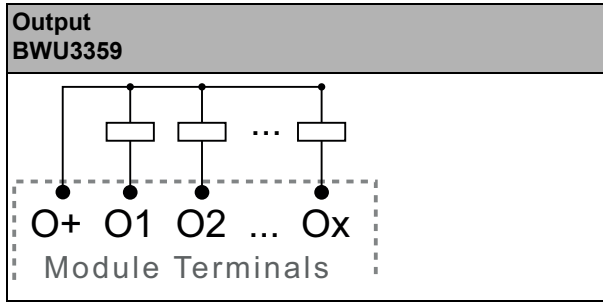 Output
BWU3359
...
O+ O1 O2 ... Ox
Module Terminals